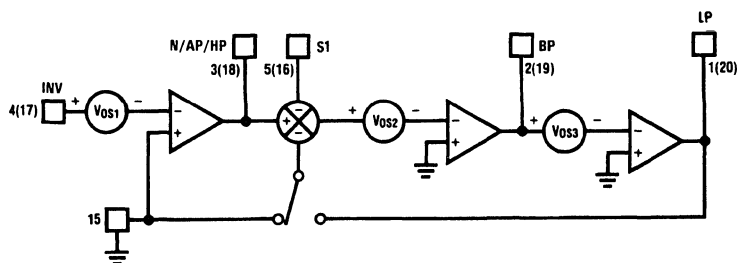 LP
N/AP/HP
S1
BP
3(18)
5(16)
2(19)
1(20)
INV
4(17)
+ VOS1 −
−
+
−
+
−
+ VOS2 −
−
+
+ VOS3 −
−
+
15